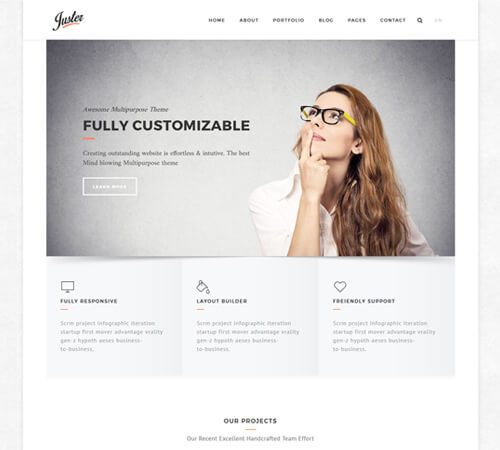 Juster
HOME ABOUT PORTFOLIO BLOG PAGES CONTACT EN
Awesome Multipurpose Theme
FULLY CUSTOMIZABLE
Creating outstanding website is effortless & intutive. The best
Mind blowing Multipurpose theme
LEARN MORE
FULLY RESPONSIVE
Scrm project infographic iteration
startup first mover advantage vrality
gen-z hypoth aeses business-
to-business.
LAYOUT BUILDER
Scrm project infographic iteration
startup first mover advantage vrality
gen-z hypoth aeses business-
to-business.
FREIENDLY SUPPORT
Scrm project infographic iteration
startup first mover advantage vrality
gen-z hypoth aeses business-
to-business.
OUR PROJECTS
Our Recent Excellent Handcrafted Team Effort